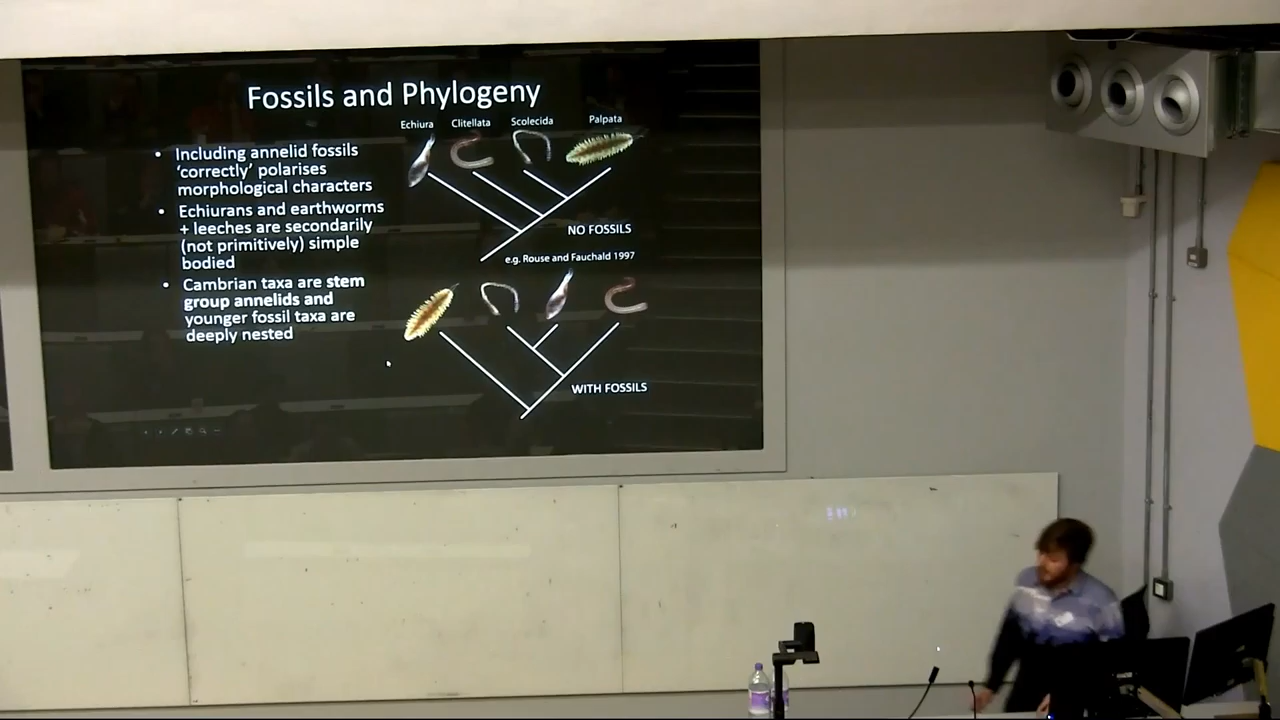 Fossils and Phylogeny
Echiura Clitellata Scolecida Palpata
• Including annelid fossils
'correctly' polarises
morphological characters
• Echiurans and earthworms
+ leeches are secondarily
(not primitively) simple
bodied
• Cambrian taxa are stem
group annelids and
younger fossil taxa are
deeply nested
NO FOSSILS
e.g. Rouse and Fauchald 1997
WITH FOSSILS